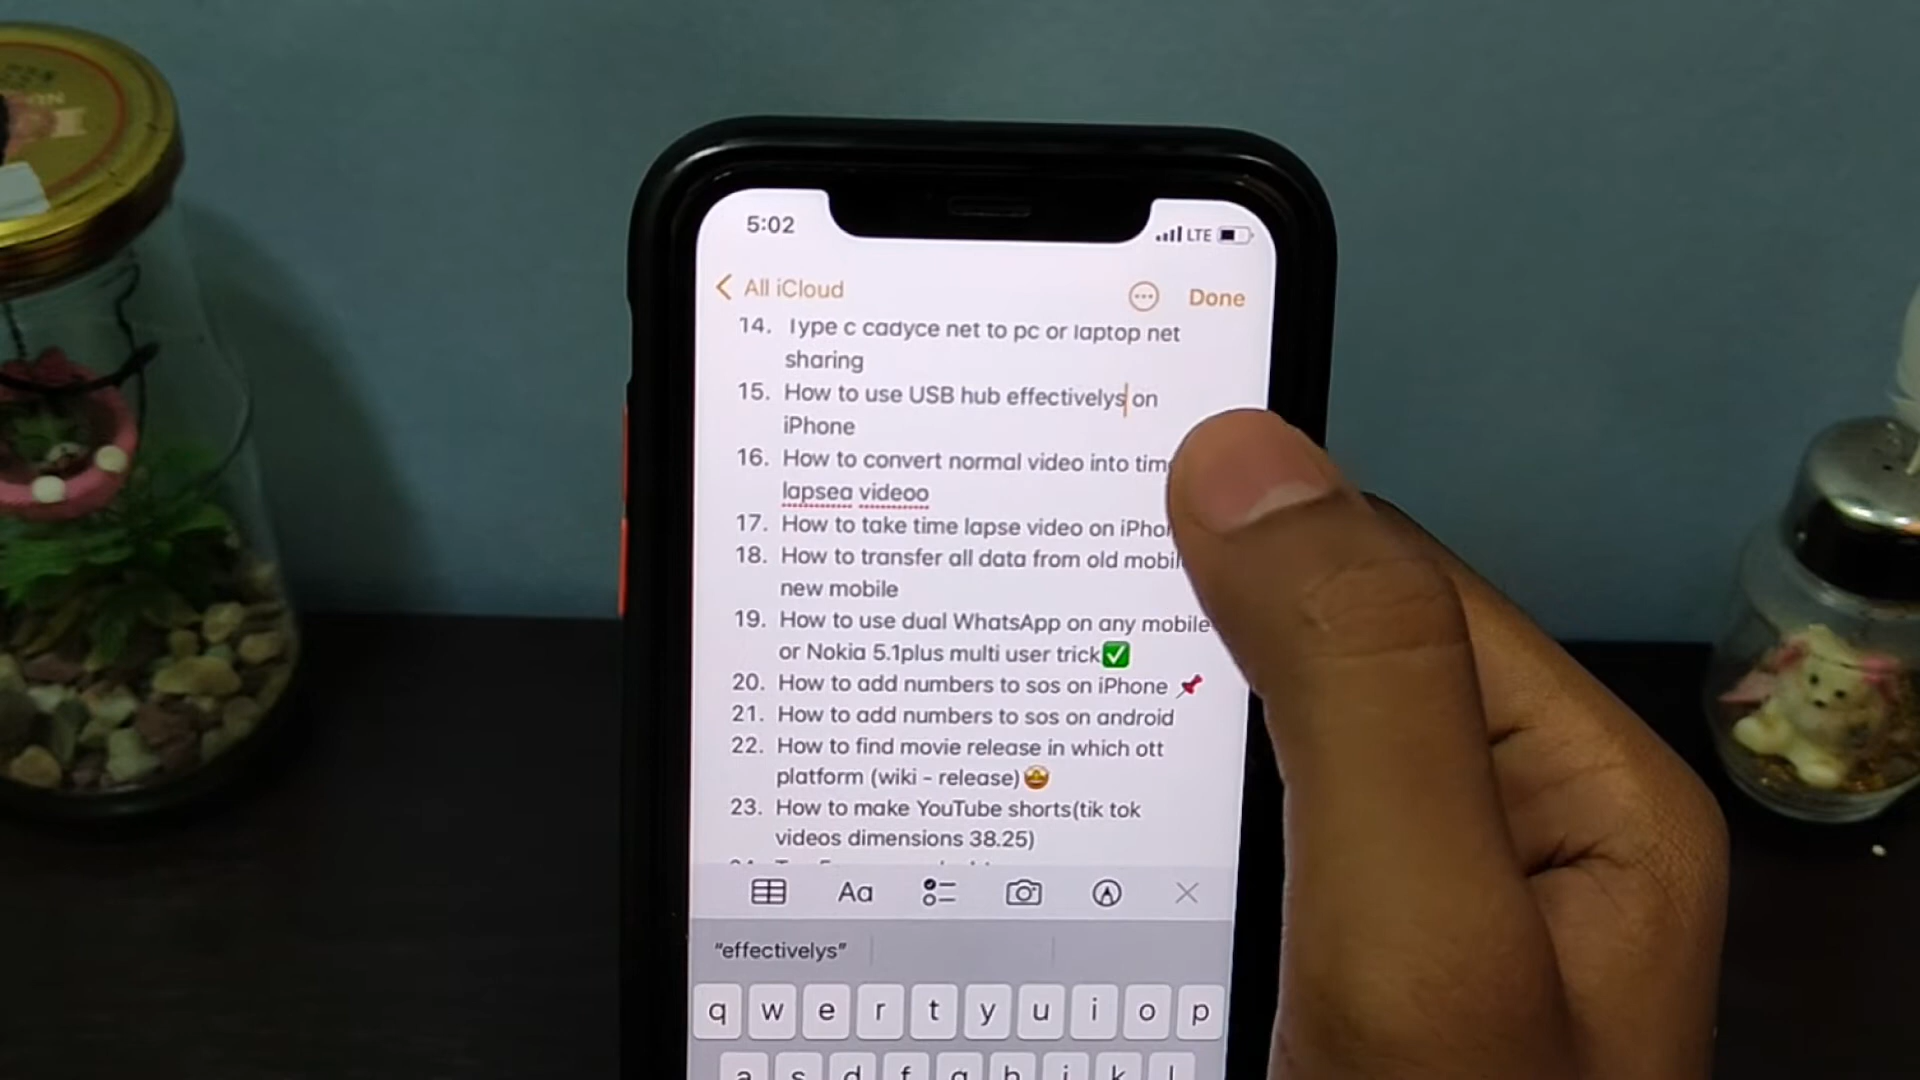 5:02
LTE
All iCloud
Done
14. Type c cadyce net to pc or laptop net
sharing
15. How to use USB hub effectivelys on
iPhone
16. How to convert normal video into
lapsea videoo
17. How to take time lapse video on
18. How to transfer all data from old
new mobile
19. How to use dual WhatsApp on any mobile
or Nokia 5.1plus multi user trick✅
20. How to add numbers to sos on iPhone 📌
21. How to add numbers to sos on android
22. How to find movie release in which ott
platform (wiki - release)🤩
23. How to make YouTube shorts(tik tok
videos dimensions 38.25)
Aa
"effectivelys"
q w e r t y u i o p
a s d f g h j k l